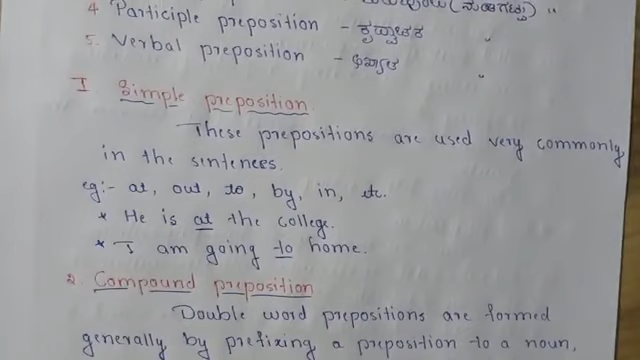 4. Participle preposition -
5. Verbal preposition -
I Simple preposition
These prepositions are used very commonly
in the sentences.
eg:- at, out, to, by, in, etc.
* He is at the college.
* I am going to home.
2. Compound preposition
Double word prepositions are formed
generally by prefixing a preposition to a noun,